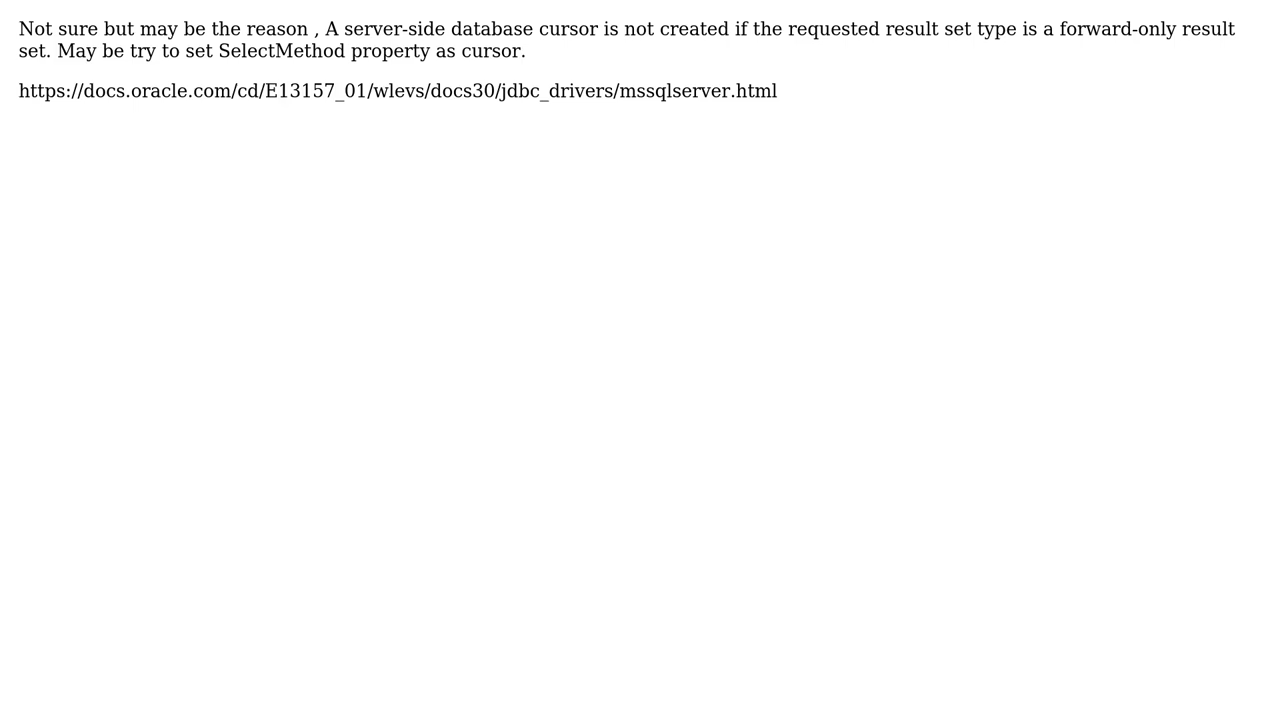 Not sure but may be the reason , A server-side database cursor is not created if the requested result set type is a forward-only result
set. May be try to set SelectMethod property as cursor.
https://docs.oracle.com/cd/E13157_01/wlevs/docs30/jdbc_drivers/mssqlserver.html